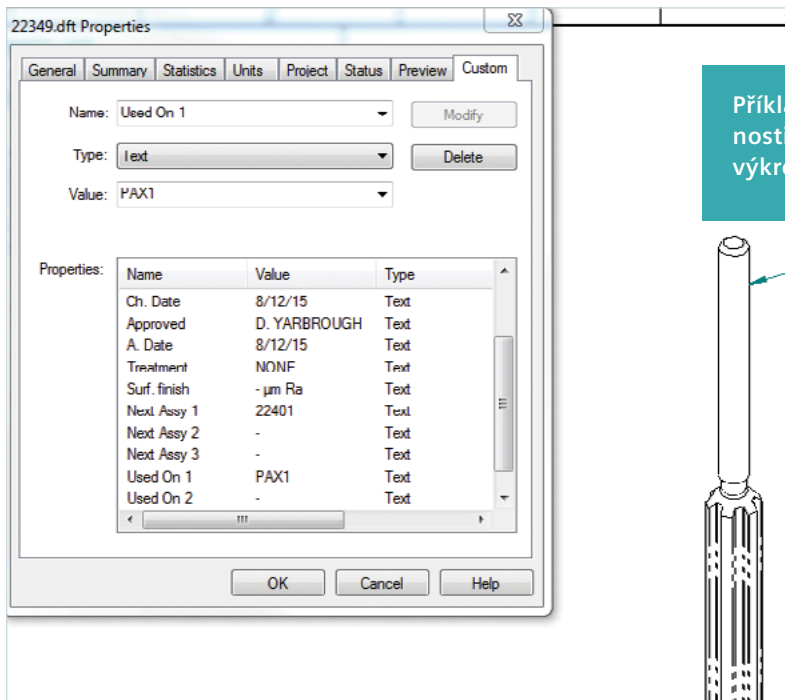 22349.dft Properties
General Summary Statistics Units Project Status Preview Custom
Name: Used On 1 Modify
Type: Text Delete
Value: PAX1
Properties:
Name Value Type
Ch. Date 8/12/15 Text
Approved D. YARBROUGH Text
A. Date 8/12/15 Text
Treatment NONE Text
Surf. finish - µm Ra Text
Next Assy 1 22401 Text
Next Assy 2 - Text
Next Assy 3 - Text
Used On 1 PAX1 Text
Used On 2 - Text
OK Cancel Help
Příkla
nosti
výkre